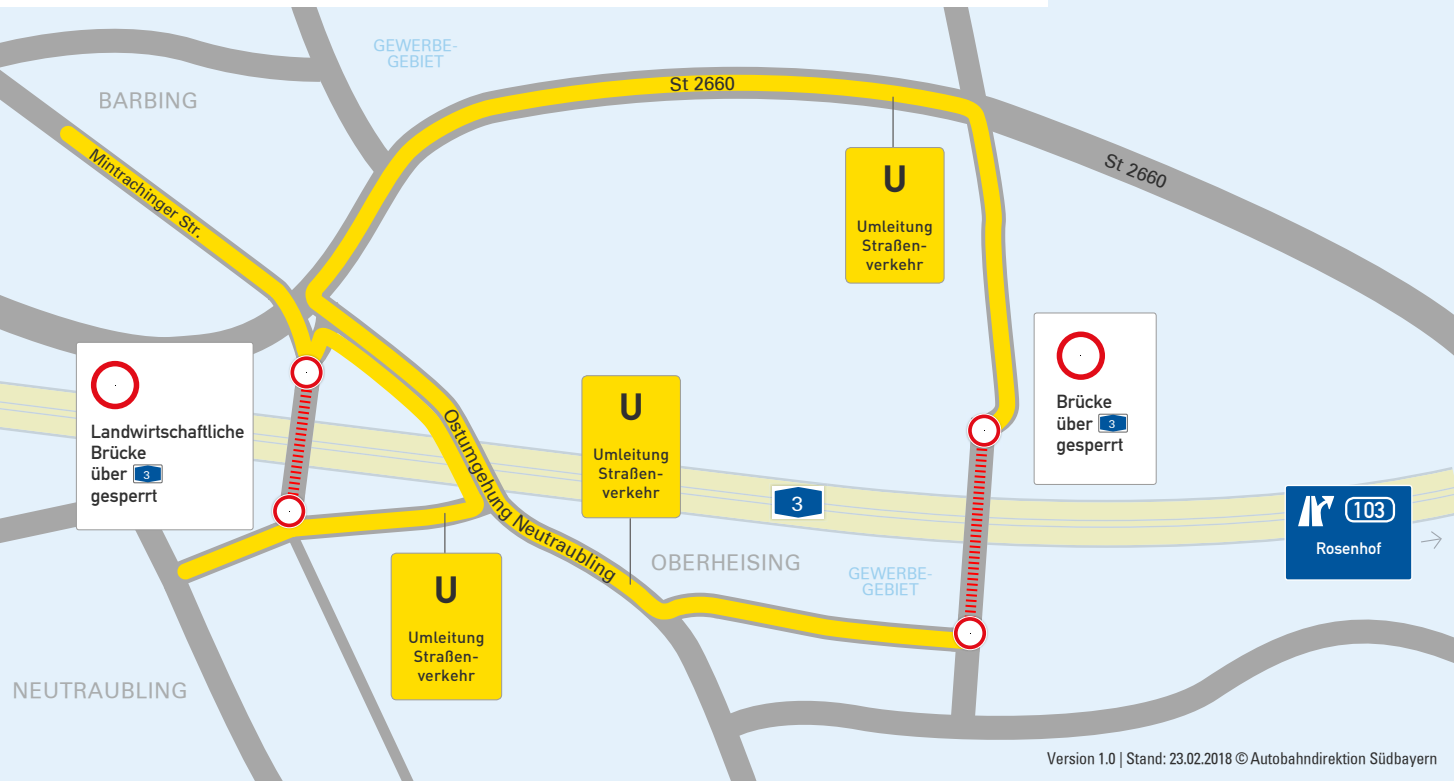 GEWERBE-
GEBIET
BARBING
St 2660
St 2660
Mintrachinger Str.
U
Umleitung
Straßen-
verkehr
Landwirtschaftliche
Brücke
über 3
gesperrt
Ostumgehung Neutraubling
U
Umleitung
Straßen-
verkehr
Brücke
über 3
gesperrt
3
103
Rosenhof
OBERHEISING
GEWERBE-
GEBIET
U
Umleitung
Straßen-
verkehr
NEUTRAUBLING
Version 1.0 | Stand: 23.02.2018 © Autobahndirektion Südbayern